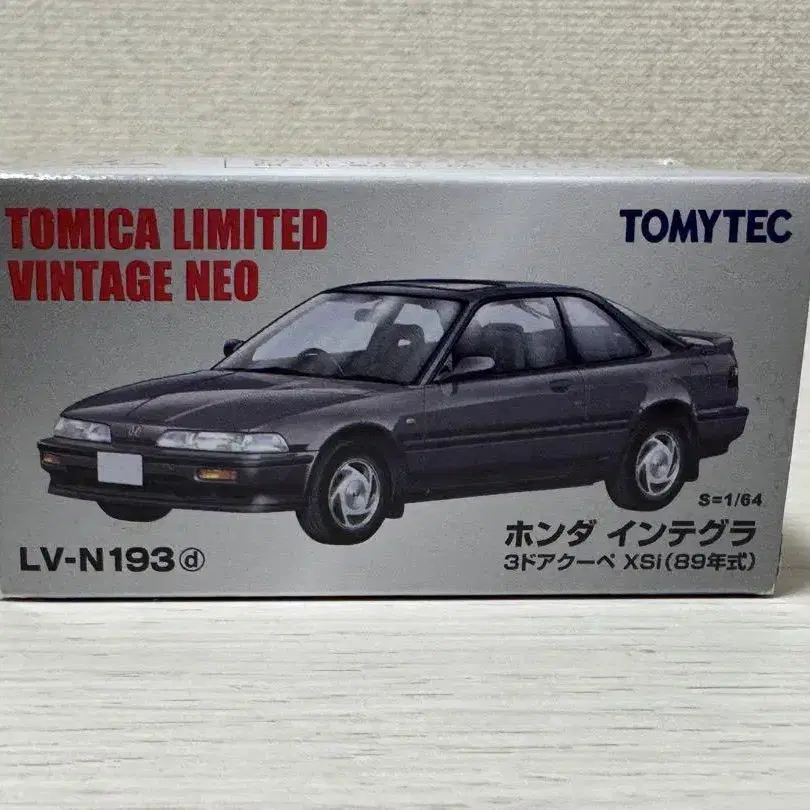 TOMICA LIMITED
VINTAGE NEO
TOMYTEC
S=1/64
LV-N193ⓓ
ホンダ インテグラ
3ドアクーペ XSi(89年式)